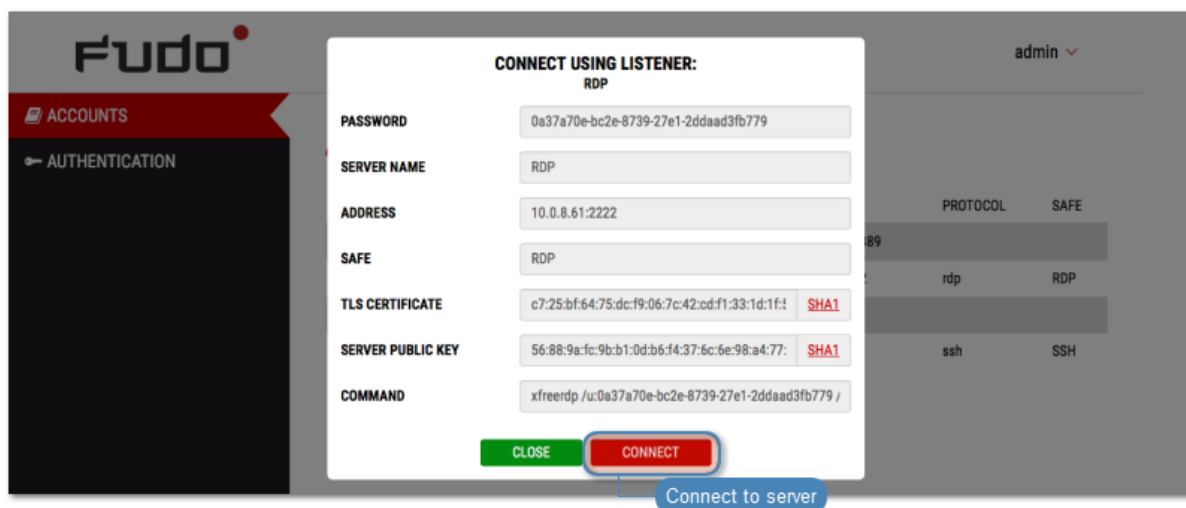 Fudo
admin
ACCOUNTS
AUTHENTICATION
CONNECT USING LISTENER:
RDP
PASSWORD 0a37a70e-bc2e-8739-27e1-2ddaad3fb779
SERVER NAME RDP
ADDRESS 10.0.8.61:2222
SAFE RDP
TLS CERTIFICATE c7:25:bf:64:75:dc:f9:06:7c:42:cd:f1:33:1d:1f: SHA1
SERVER PUBLIC KEY 56:88:9a:fc:9b:b1:0d:b6:f4:37:6c:6e:98:a4:77: SHA1
COMMAND xfreerdp /u:0a37a70e-bc2e-8739-27e1-2ddaad3fb779 /
CLOSE CONNECT
Connect to server
PROTOCOL SAFE
89
rdp RDP
ssh SSH